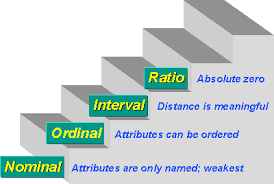 Ratio Absolute zero
Interval Distance is meaningful
Ordinal Attributes can be ordered
Nominal Attributes are only named; weakest